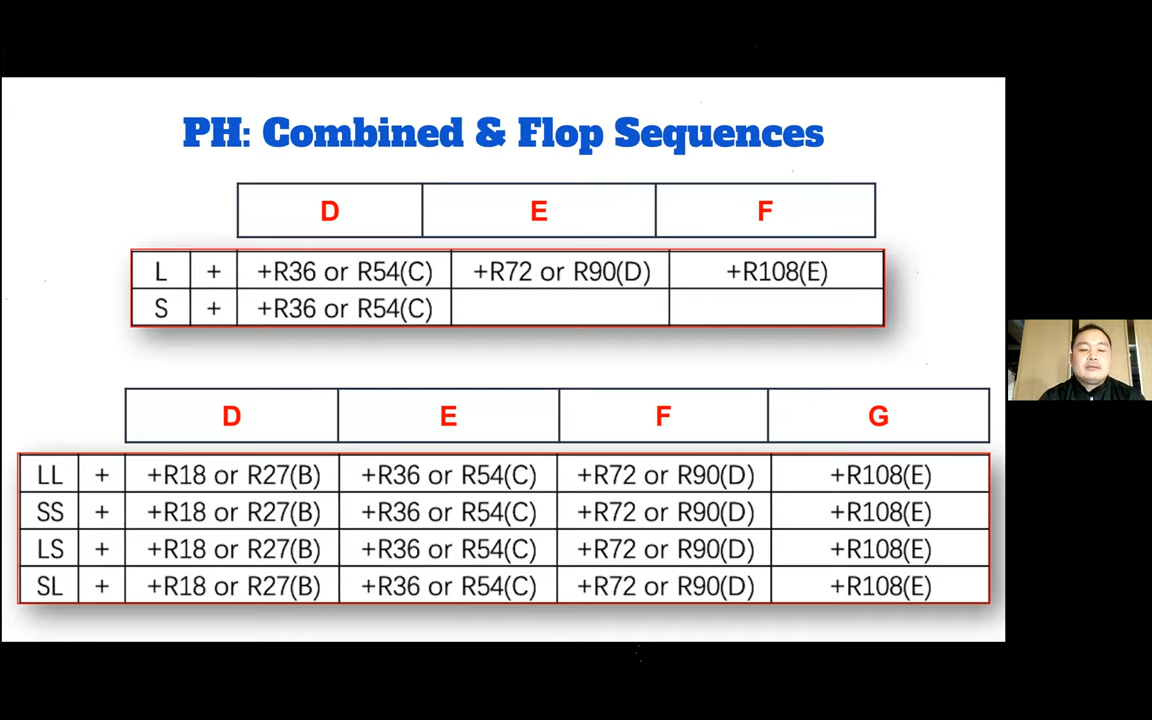 PH: Combined & Flop Sequences
D E F
L + +R36 or R54(C) +R72 or R90(D) +R108(E)
S + +R36 or R54(C)
D E F G
LL + +R18 or R27(B) +R36 or R54(C) +R72 or R90(D) +R108(E)
SS + +R18 or R27(B) +R36 or R54(C) +R72 or R90(D) +R108(E)
LS + +R18 or R27(B) +R36 or R54(C) +R72 or R90(D) +R108(E)
SL + +R18 or R27(B) +R36 or R54(C) +R72 or R90(D) +R108(E)